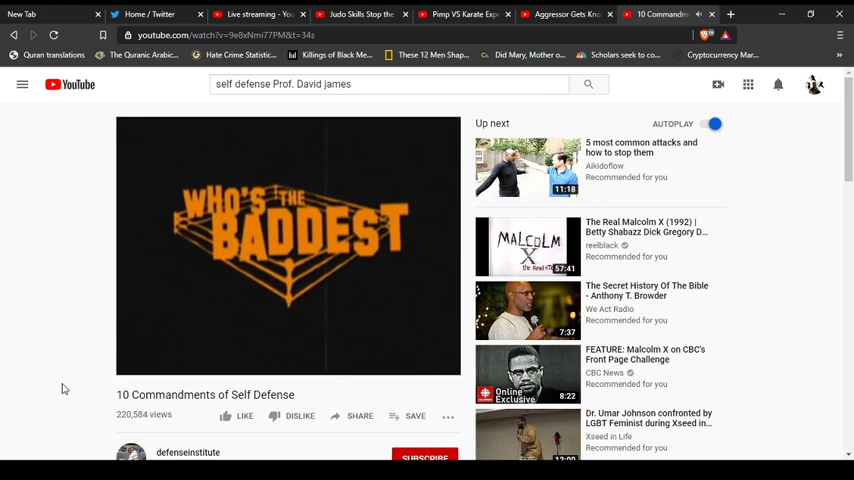 New Tab
Home / Twitter
Live streaming - You
Judo Skills Stop the
Pimp VS Karate Expe
Aggressor Gets Kno
10 Commandm
youtube.com/watch?v=9e8xNmi77PM&t=34s
Quran translations
The Quranic Arabic...
Hate Crime Statistic...
Killings of Black Me...
These 12 Men Shap...
Did Mary, Mother o...
Scholars seek to co...
Cryptocurrency Mar...
YouTube
self defense Prof. David james
WHO'S THE
BADDEST
10 Commandments of Self Defense
220,584 views
LIKE
DISLIKE
SHARE
SAVE
defenseinstitute
SUBSCRIBE
Up next
AUTOPLAY
5 most common attacks and
how to stop them
Aikidoflow
Recommended for you
11:18
The Real Malcolm X (1992) |
Betty Shabazz Dick Gregory D...
reelblack
Recommended for you
MALCOLM
X
57:41
The Secret History Of The Bible
- Anthony T. Browder
We Act Radio
Recommended for you
7:37
FEATURE: Malcolm X on CBC's
Front Page Challenge
CBC News
Recommended for you
Online
Exclusive
8:22
Dr. Umar Johnson confronted by
LGBT Feminist during Xseed in...
Xseed in Life
Recommended for you
12:00